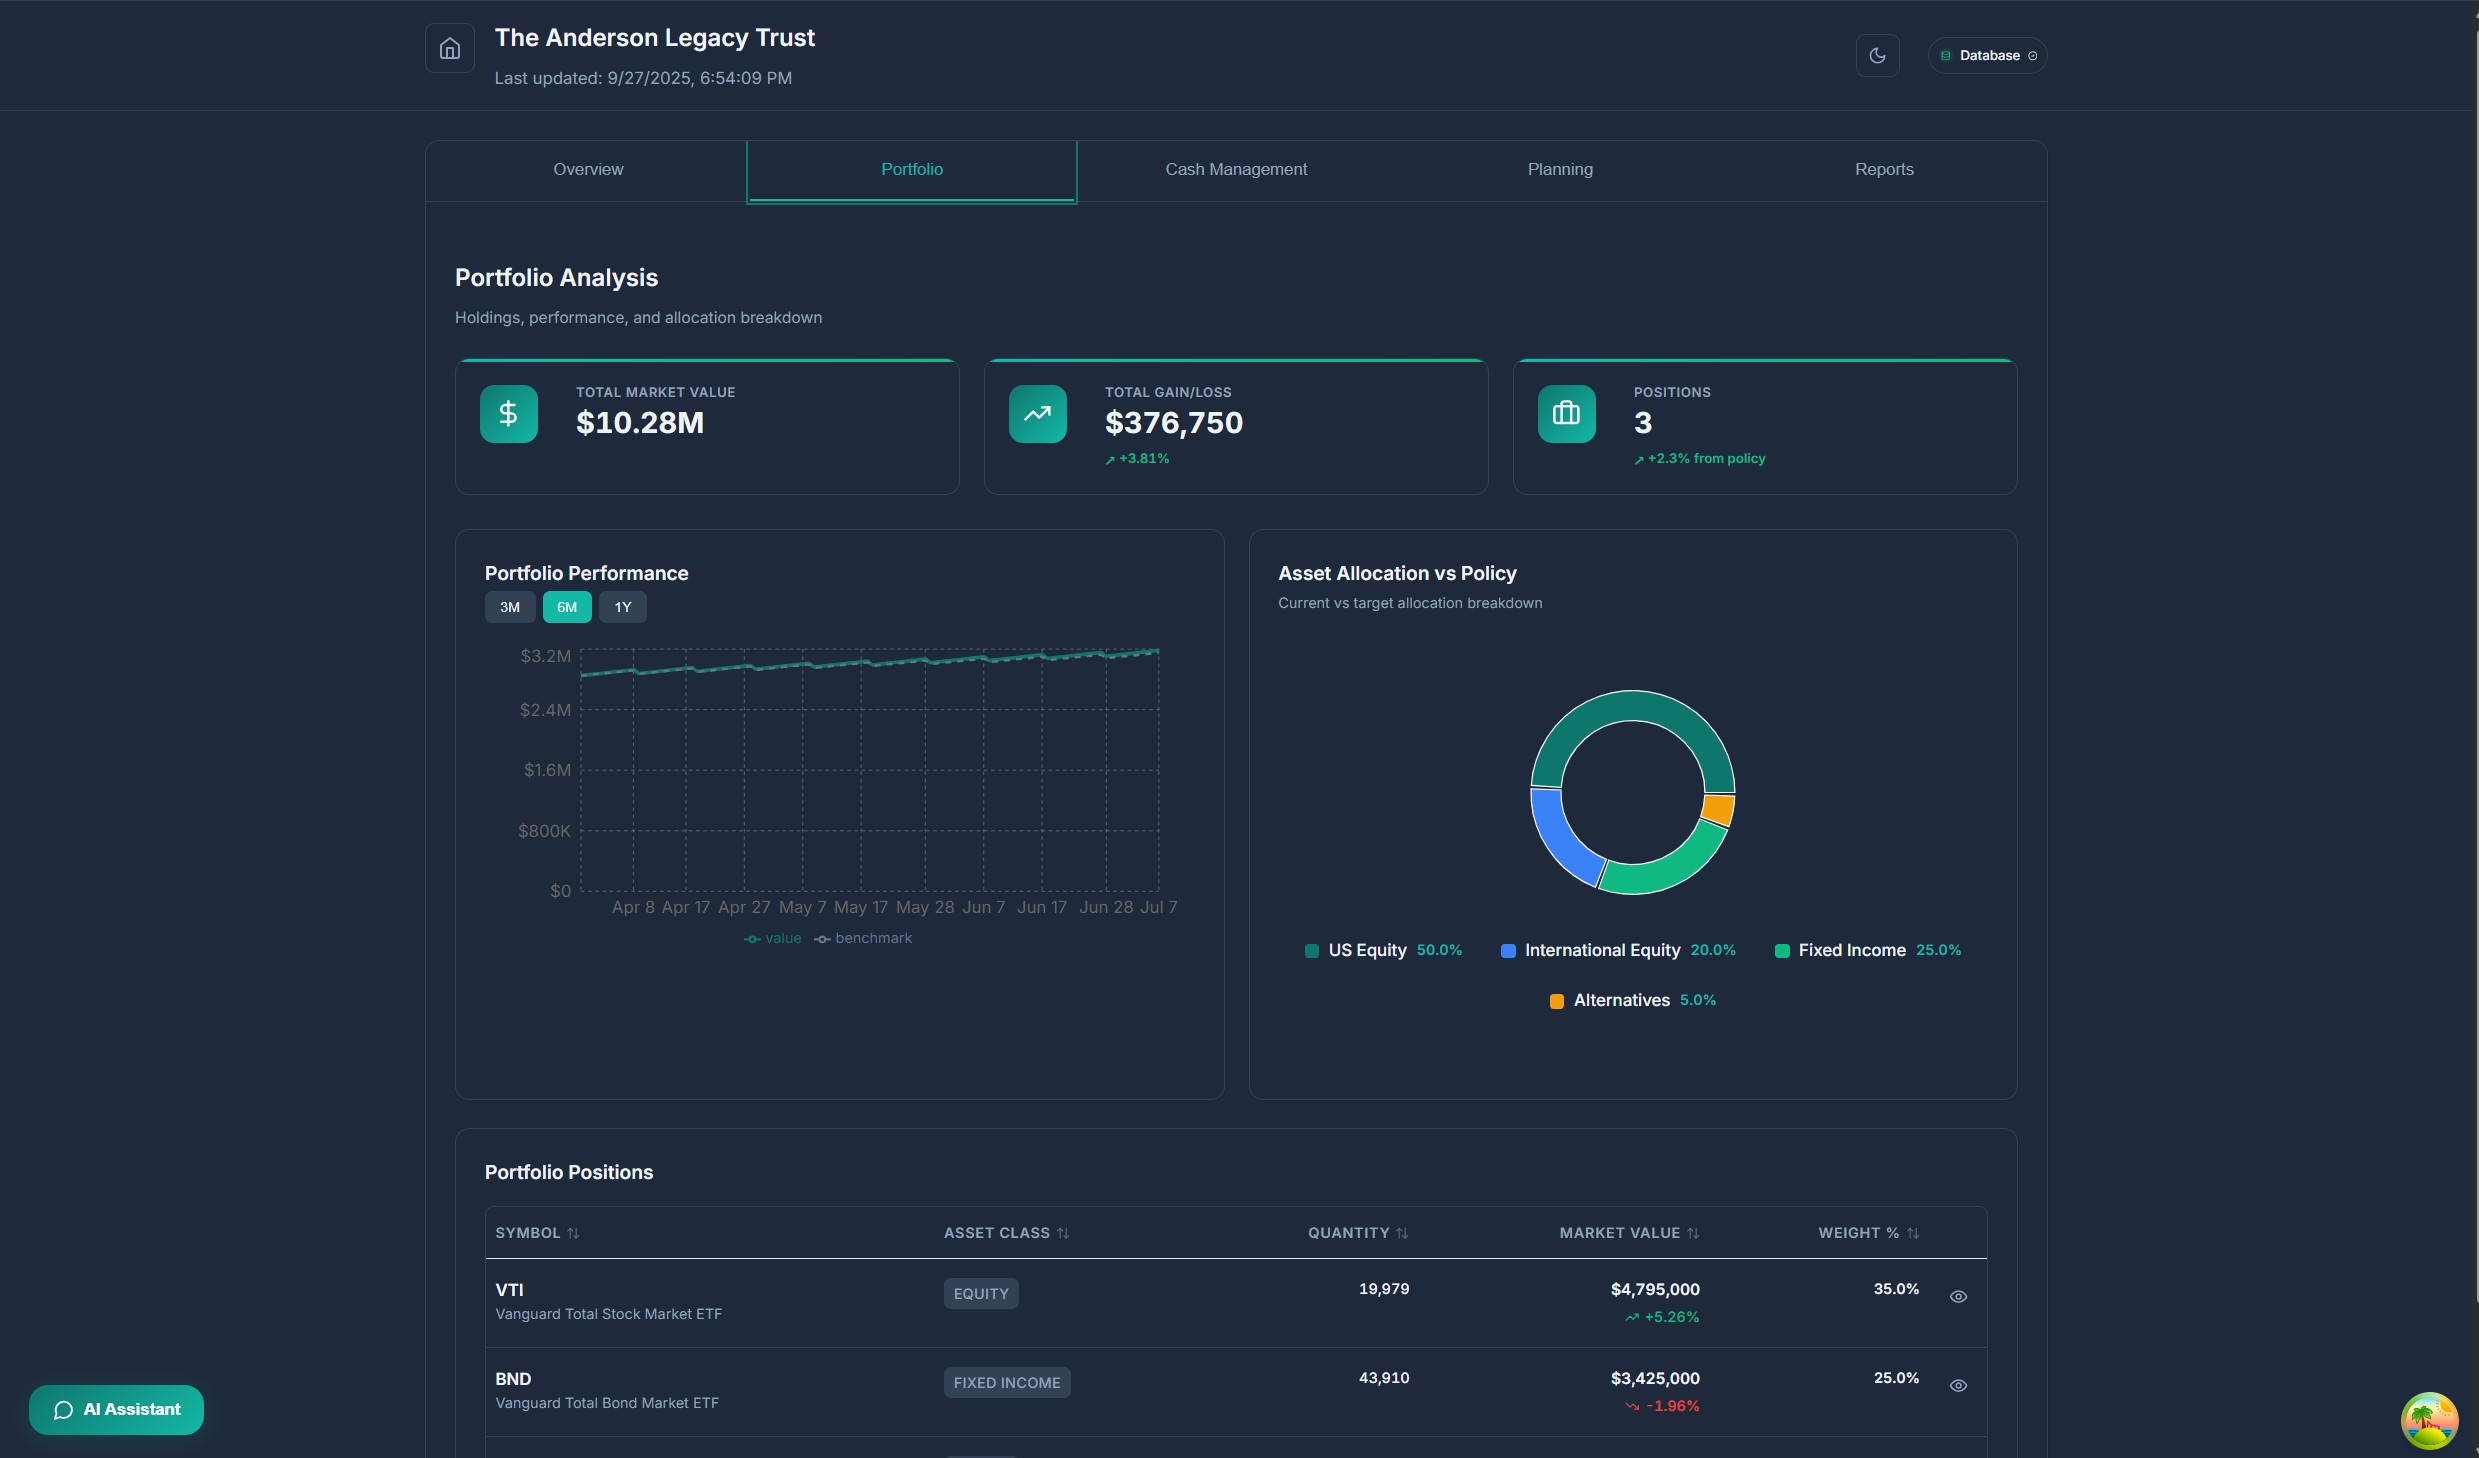 The Anderson Legacy Trust
Last updated: 9/27/2025, 6:54:09 PM
Database
Overview
Portfolio
Cash Management
Planning
Reports
Portfolio Analysis
Holdings, performance, and allocation breakdown
TOTAL MARKET VALUE
$10.28M
TOTAL GAIN/LOSS
$376,750
+3.81%
POSITIONS
3
+2.3% from policy
Portfolio Performance
3M 6M 1Y
$3.2M
$2.4M
$1.6M
$800K
$0
Apr 8 Apr 17 Apr 27 May 7 May 17 May 28 Jun 7 Jun 17 Jun 28 Jul 7
value benchmark
Asset Allocation vs Policy
Current vs target allocation breakdown
US Equity 50.0% International Equity 20.0% Fixed Income 25.0%
Alternatives 5.0%
Portfolio Positions
SYMBOL ASSET CLASS QUANTITY MARKET VALUE WEIGHT %
VTI EQUITY 19,979 $4,795,000 35.0%
Vanguard Total Stock Market ETF +5.26%
BND FIXED INCOME 43,910 $3,425,000 25.0%
Vanguard Total Bond Market ETF -1.96%
AI Assistant